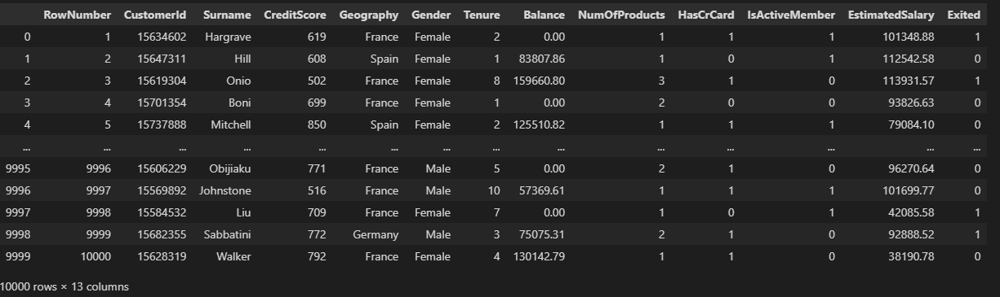 RowNumber CustomerId Surname CreditScore Geography Gender Tenure Balance NumOfProducts HasCrCard IsActiveMember EstimatedSalary Exited
0 1 15634602 Hargrave 619 France Female 2 0.00 1 1 1 101348.88 1
1 2 15647311 Hill 608 Spain Female 1 83807.86 1 0 1 112542.58 0
2 3 15619304 Onio 502 France Female 8 159660.80 3 1 0 113931.57 1
3 4 15701354 Boni 699 France Female 1 0.00 2 0 0 93826.63 0
4 5 15737888 Mitchell 850 Spain Female 2 125510.82 1 1 1 79084.10 0
... ... ... ... ... ... ... ... ... ... ... ... ... ...
9995 9996 15606229 Obijiaku 771 France Male 5 0.00 2 1 0 96270.64 0
9996 9997 15569892 Johnstone 516 France Male 10 57369.61 1 1 1 101699.77 0
9997 9998 15584532 Liu 709 France Female 7 0.00 1 0 1 42085.58 1
9998 9999 15682355 Sabbatini 772 Germany Male 3 75075.31 2 1 0 92888.52 1
9999 10000 15628319 Walker 792 France Female 4 130142.79 1 1 0 38190.78 0
10000 rows × 13 columns